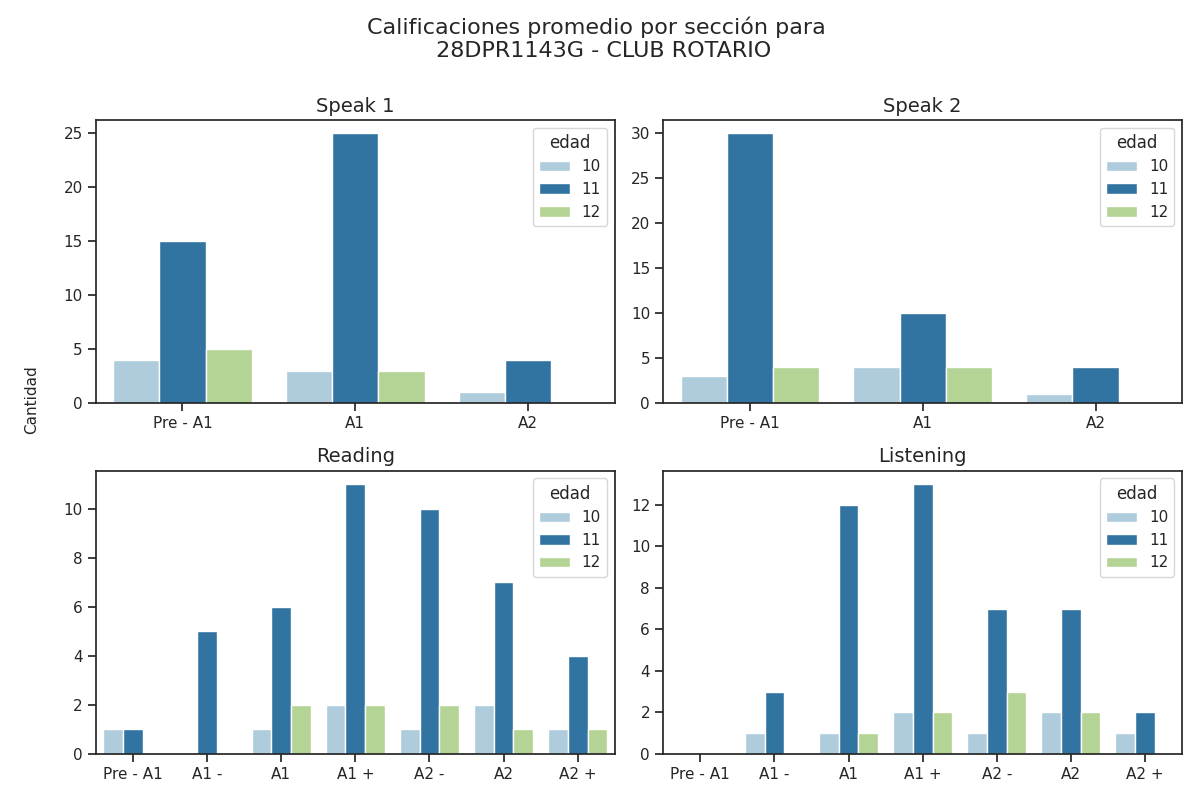 Calificaciones promedio por sección para
28DPR1143G - CLUB ROTARIO
Cantidad
Speak 1
25
20
15
10
5
0
Pre - A1
A1
A2
edad
10
11
12
Speak 2
30
25
20
15
10
5
0
Pre - A1
A1
A2
edad
10
11
12
Reading
10
8
6
4
2
0
Pre - A1
A1 -
A1
A1 +
A2 -
A2
A2 +
edad
10
11
12
Listening
12
10
8
6
4
2
0
Pre - A1
A1 -
A1
A1 +
A2 -
A2
A2 +
edad
10
11
12